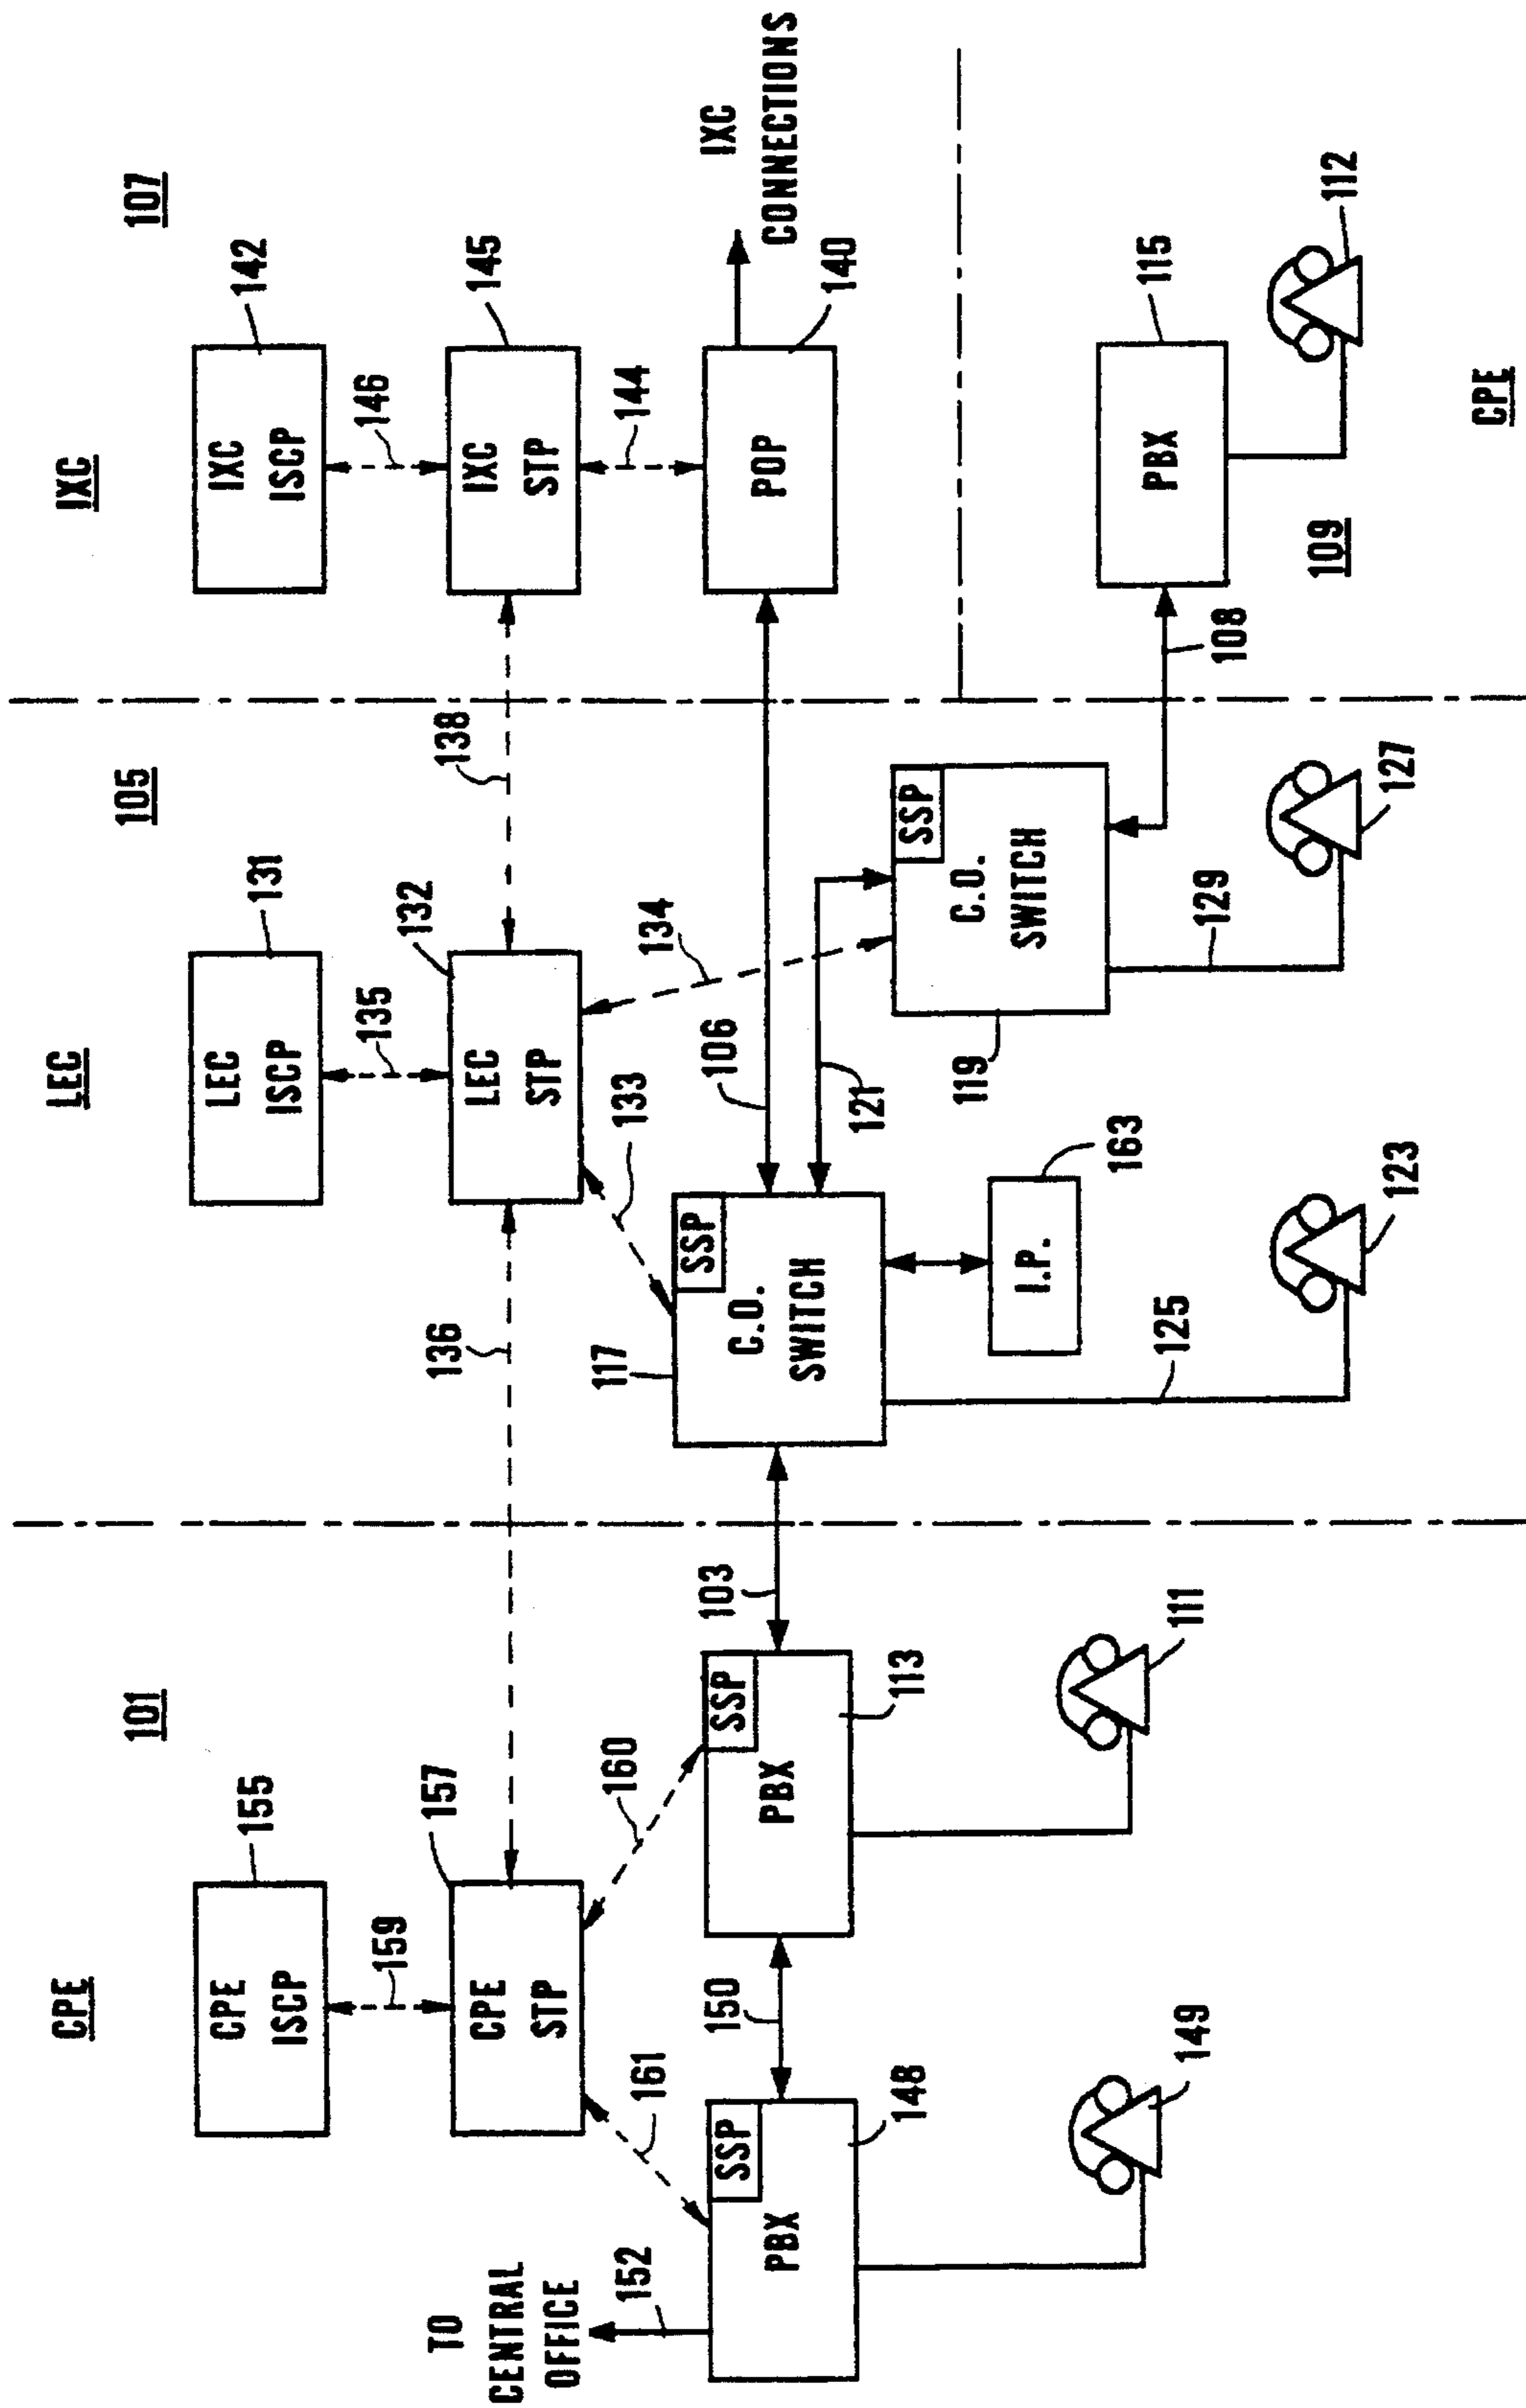 CPE
101
CPE
ISCP
155
159
CPE
STP
157
161
160
TO
CENTRAL
OFFICE
152
SSP
PBX
148
150
SSP
PBX
113
103
149
111
LEC
105
LEC
ISCP
131
135
LEC
STP
132
136
138
133
134
117
SSP
C.O.
SWITCH
106
121
SSP
C.O.
SWITCH
119
I.P.
163
125
123
129
127
108
IXC
107
IXC
ISCP
142
146
IXC
STP
145
144
POP
140
IXC
CONNECTIONS
PBX
115
109
112
CPE